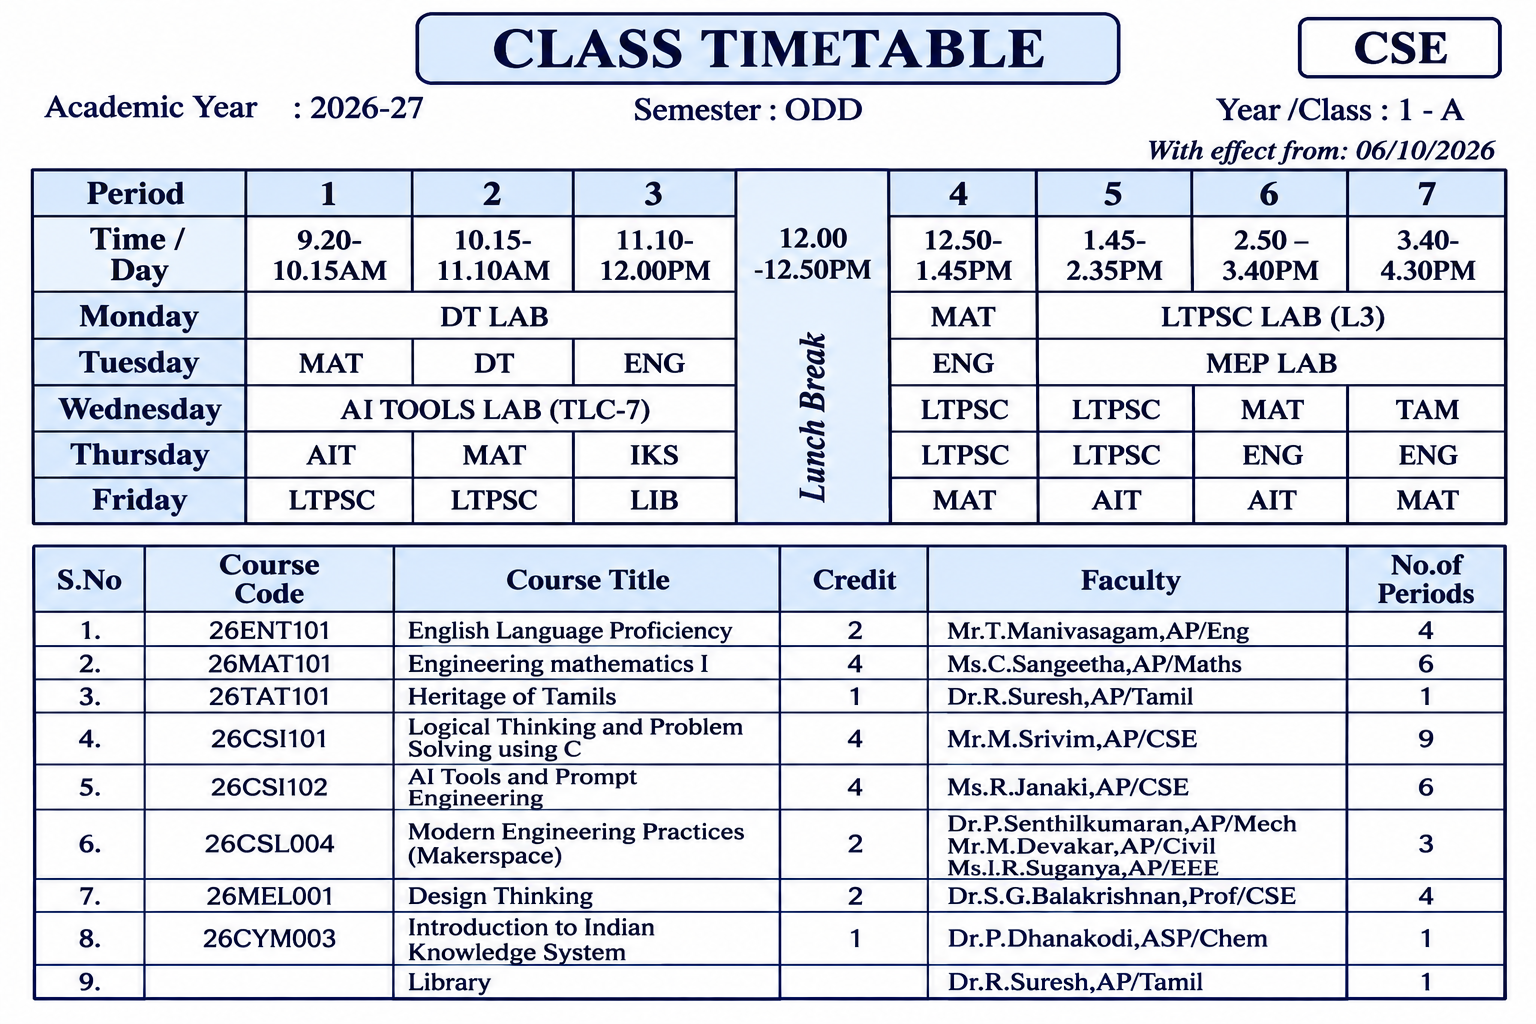 CLASS TIMETABLE
CSE
Academic Year : 2026-27
Semester : ODD
Year /Class : 1 - A
With effect from: 06/10/2026
Period 1 2 3 4 5 6 7
Time / Day 9.20-10.15AM 10.15-11.10AM 11.10-12.00PM 12.00-12.50PM 12.50-1.45PM 1.45-2.35PM 2.50 – 3.40PM 3.40-4.30PM
Lunch Break
Monday DT LAB MAT LTPSC LAB (L3)
Tuesday MAT DT ENG ENG MEP LAB
Wednesday AI TOOLS LAB (TLC-7) LTPSC LTPSC MAT TAM
Thursday AIT MAT IKS LTPSC LTPSC ENG ENG
Friday LTPSC LTPSC LIB MAT AIT AIT MAT
S.No Course Code Course Title Credit Faculty No.of Periods
1. 26ENT101 English Language Proficiency 2 Mr.T.Manivasagam,AP/Eng 4
2. 26MAT101 Engineering mathematics I 4 Ms.C.Sangeetha,AP/Maths 6
3. 26TAT101 Heritage of Tamils 1 Dr.R.Suresh,AP/Tamil 1
4. 26CSI101 Logical Thinking and Problem Solving using C 4 Mr.M.Srivim,AP/CSE 9
5. 26CSI102 AI Tools and Prompt Engineering 4 Ms.R.Janaki,AP/CSE 6
6. 26CSL004 Modern Engineering Practices (Makerspace) 2 Dr.P.Senthilkumaran,AP/Mech Mr.M.Devakar,AP/Civil Ms.I.R.Suganya,AP/EEE 3
7. 26MEL001 Design Thinking 2 Dr.S.G.Balakrishnan,Prof/CSE 4
8. 26CYM003 Introduction to Indian Knowledge System 1 Dr.P.Dhanakodi,ASP/Chem 1
9. Library Dr.R.Suresh,AP/Tamil 1